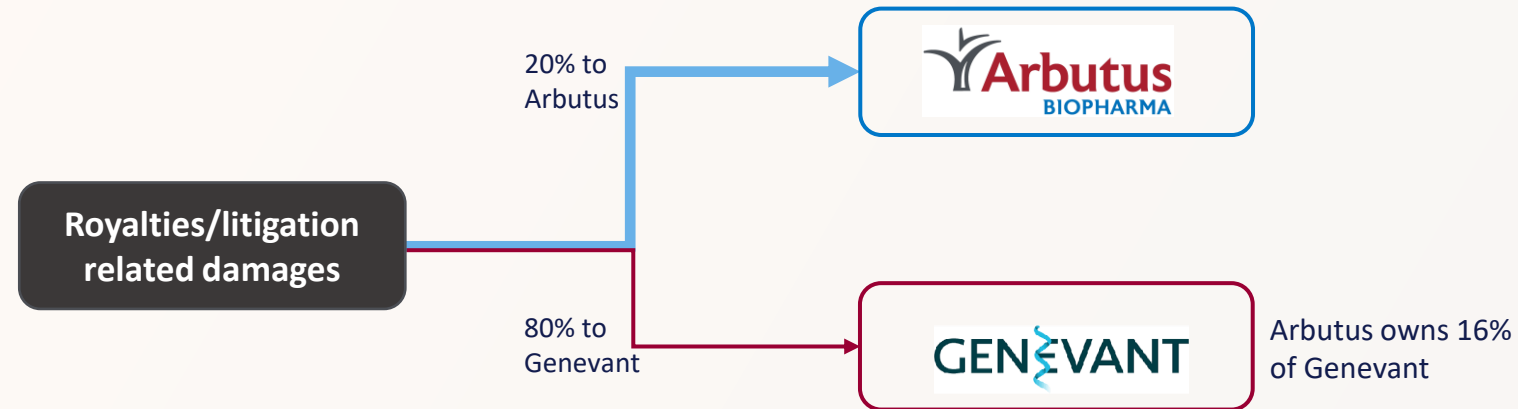 20% to
Arbutus
Arbutus
BIOPHARMA
Royalties/litigation
related damages
80% to
Genevant
GENEVANT
Arbutus owns 16%
of Genevant